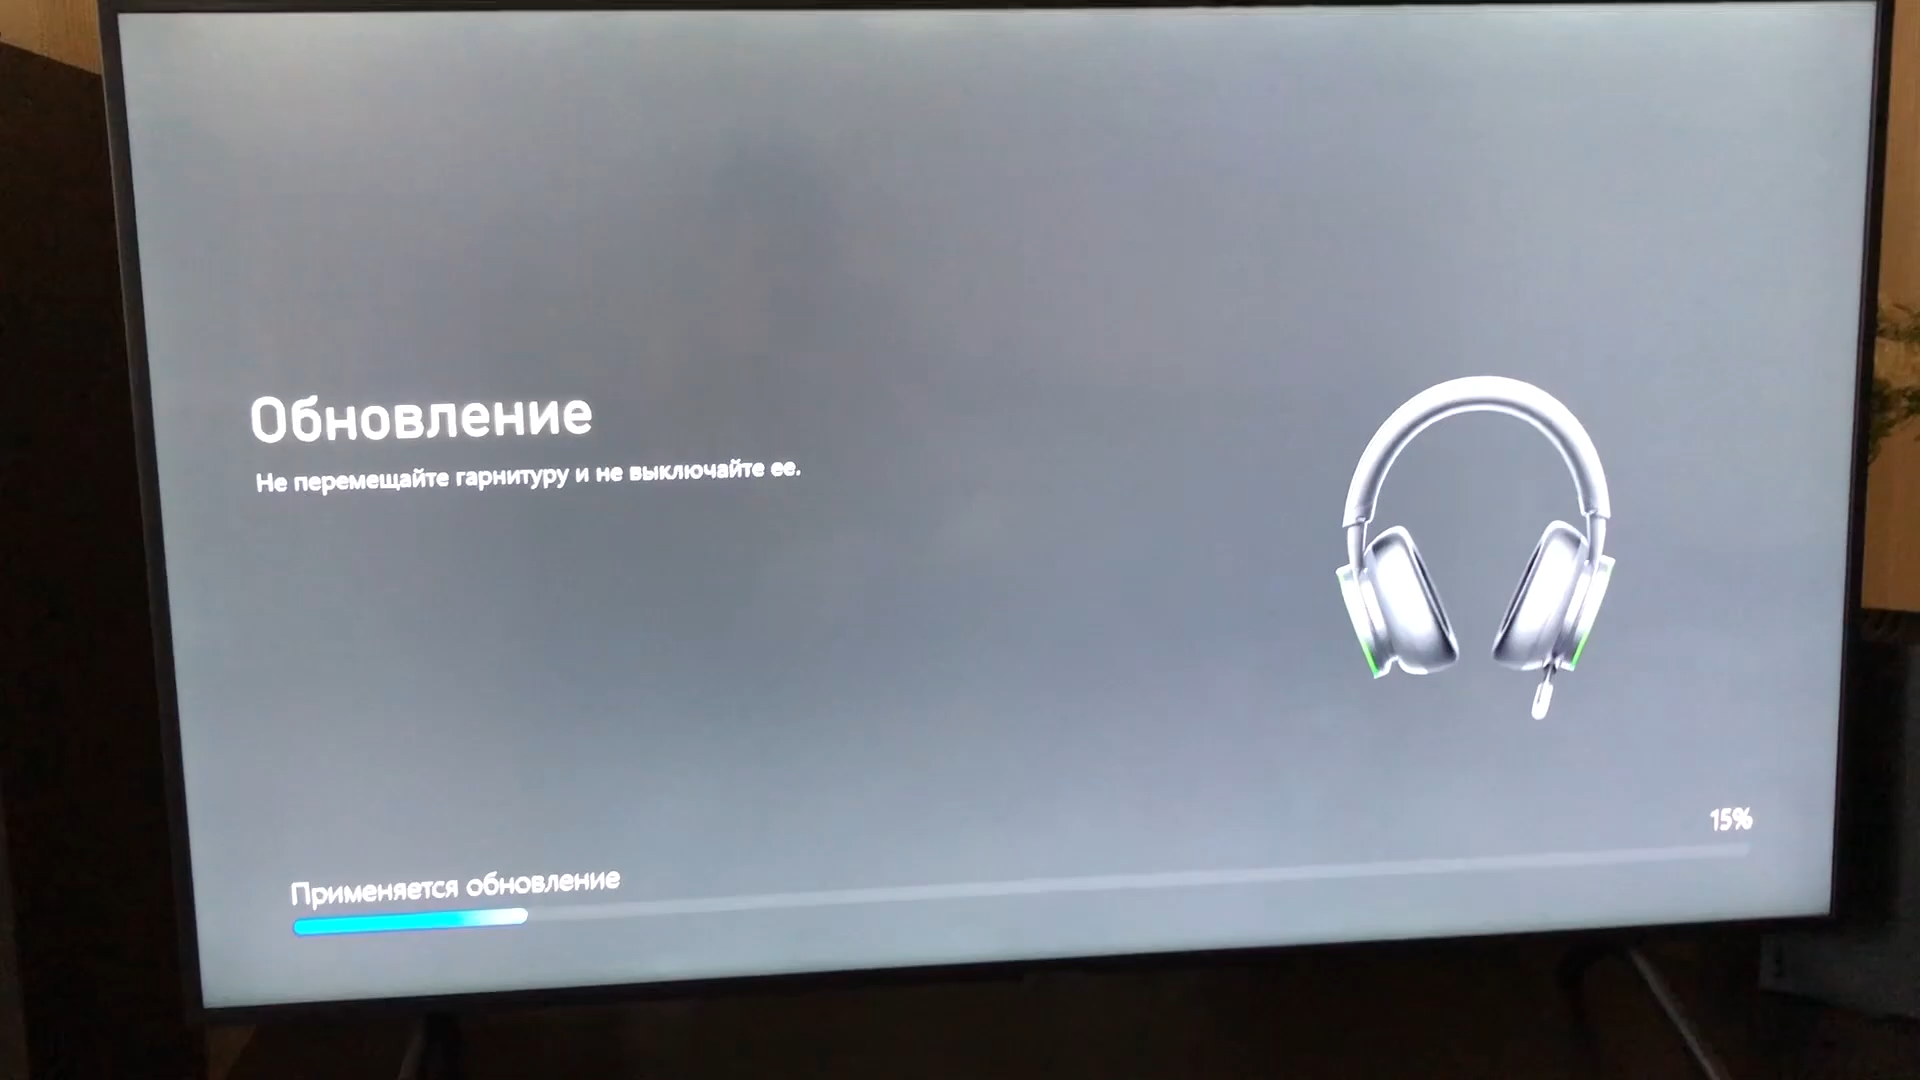 Обновление
Не перемещайте гарнитуру и не выключайте ее.
15%
Применяется обновление